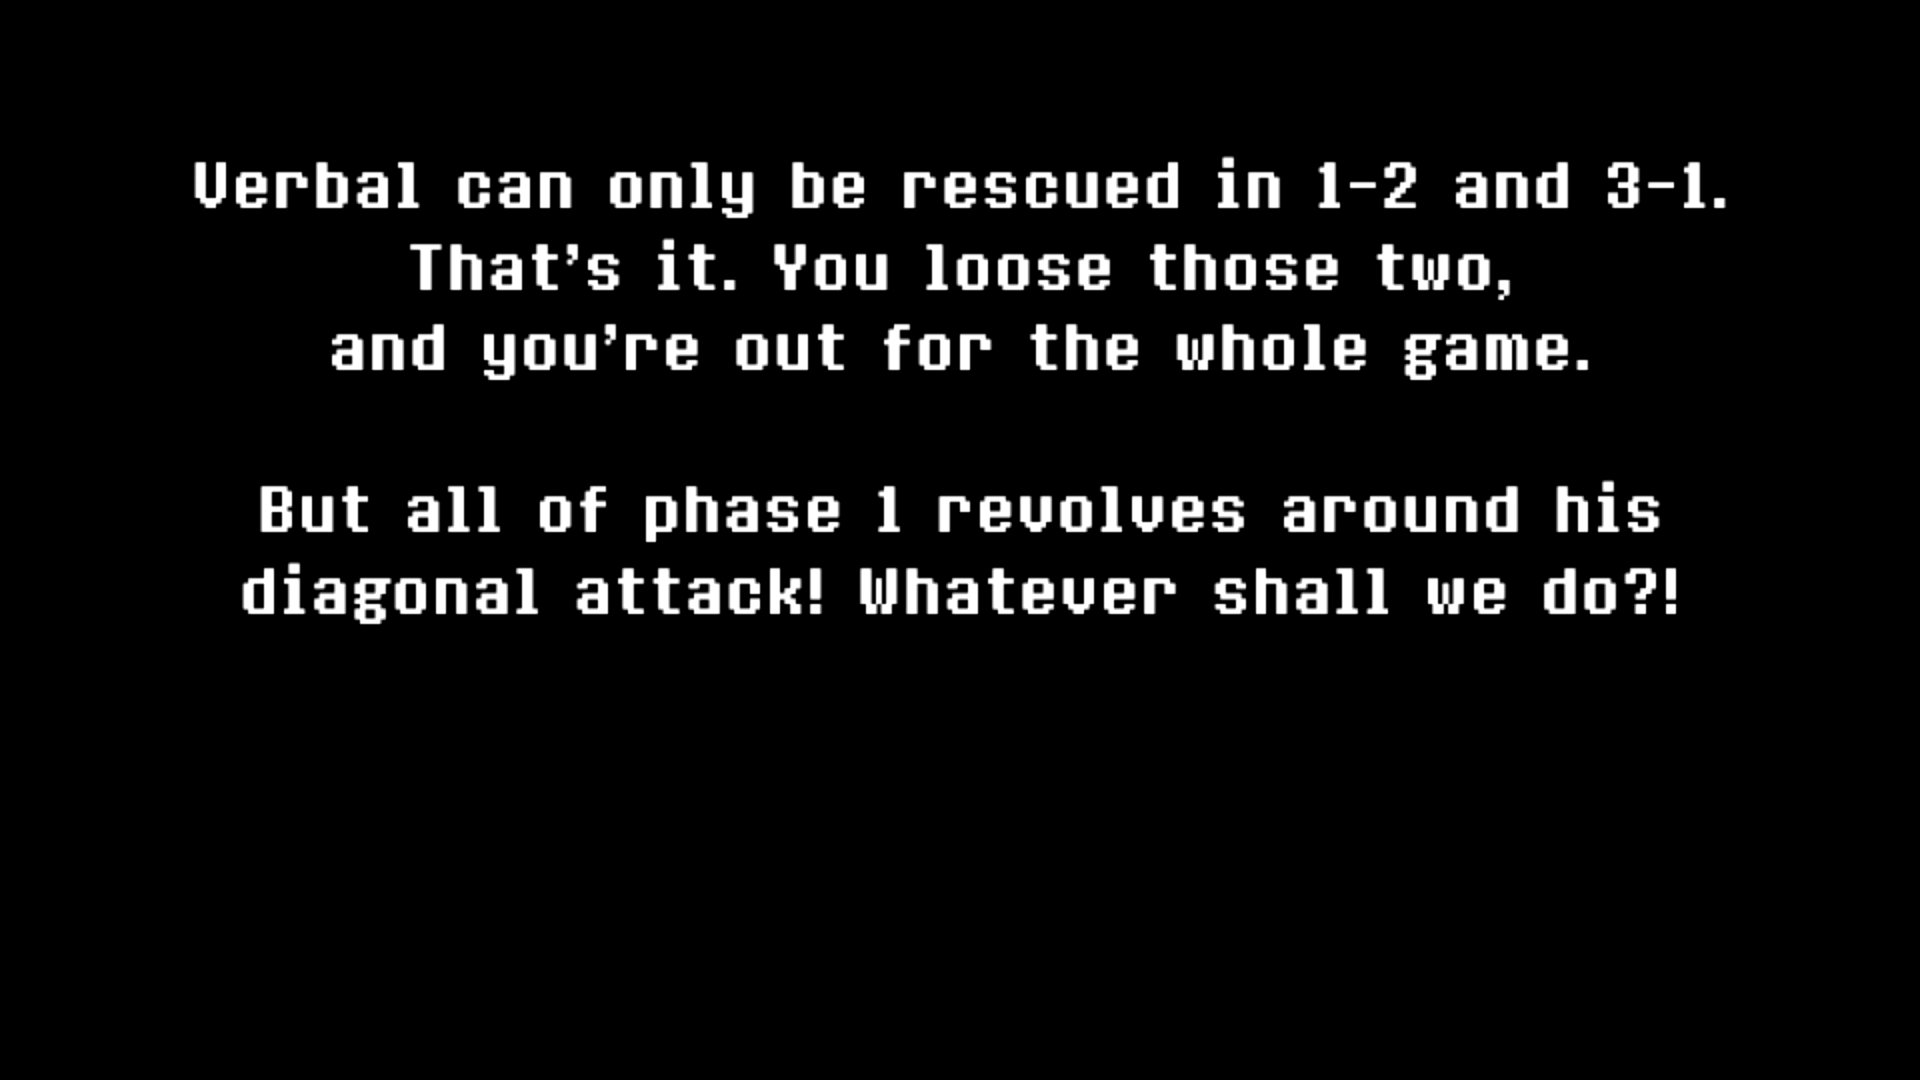 Verbal can only be rescued in 1-2 and 3-1.
That's it. You loose those two,
and you're out for the whole game.
But all of phase 1 revolves around his
diagonal attack! Whatever shall we do?!